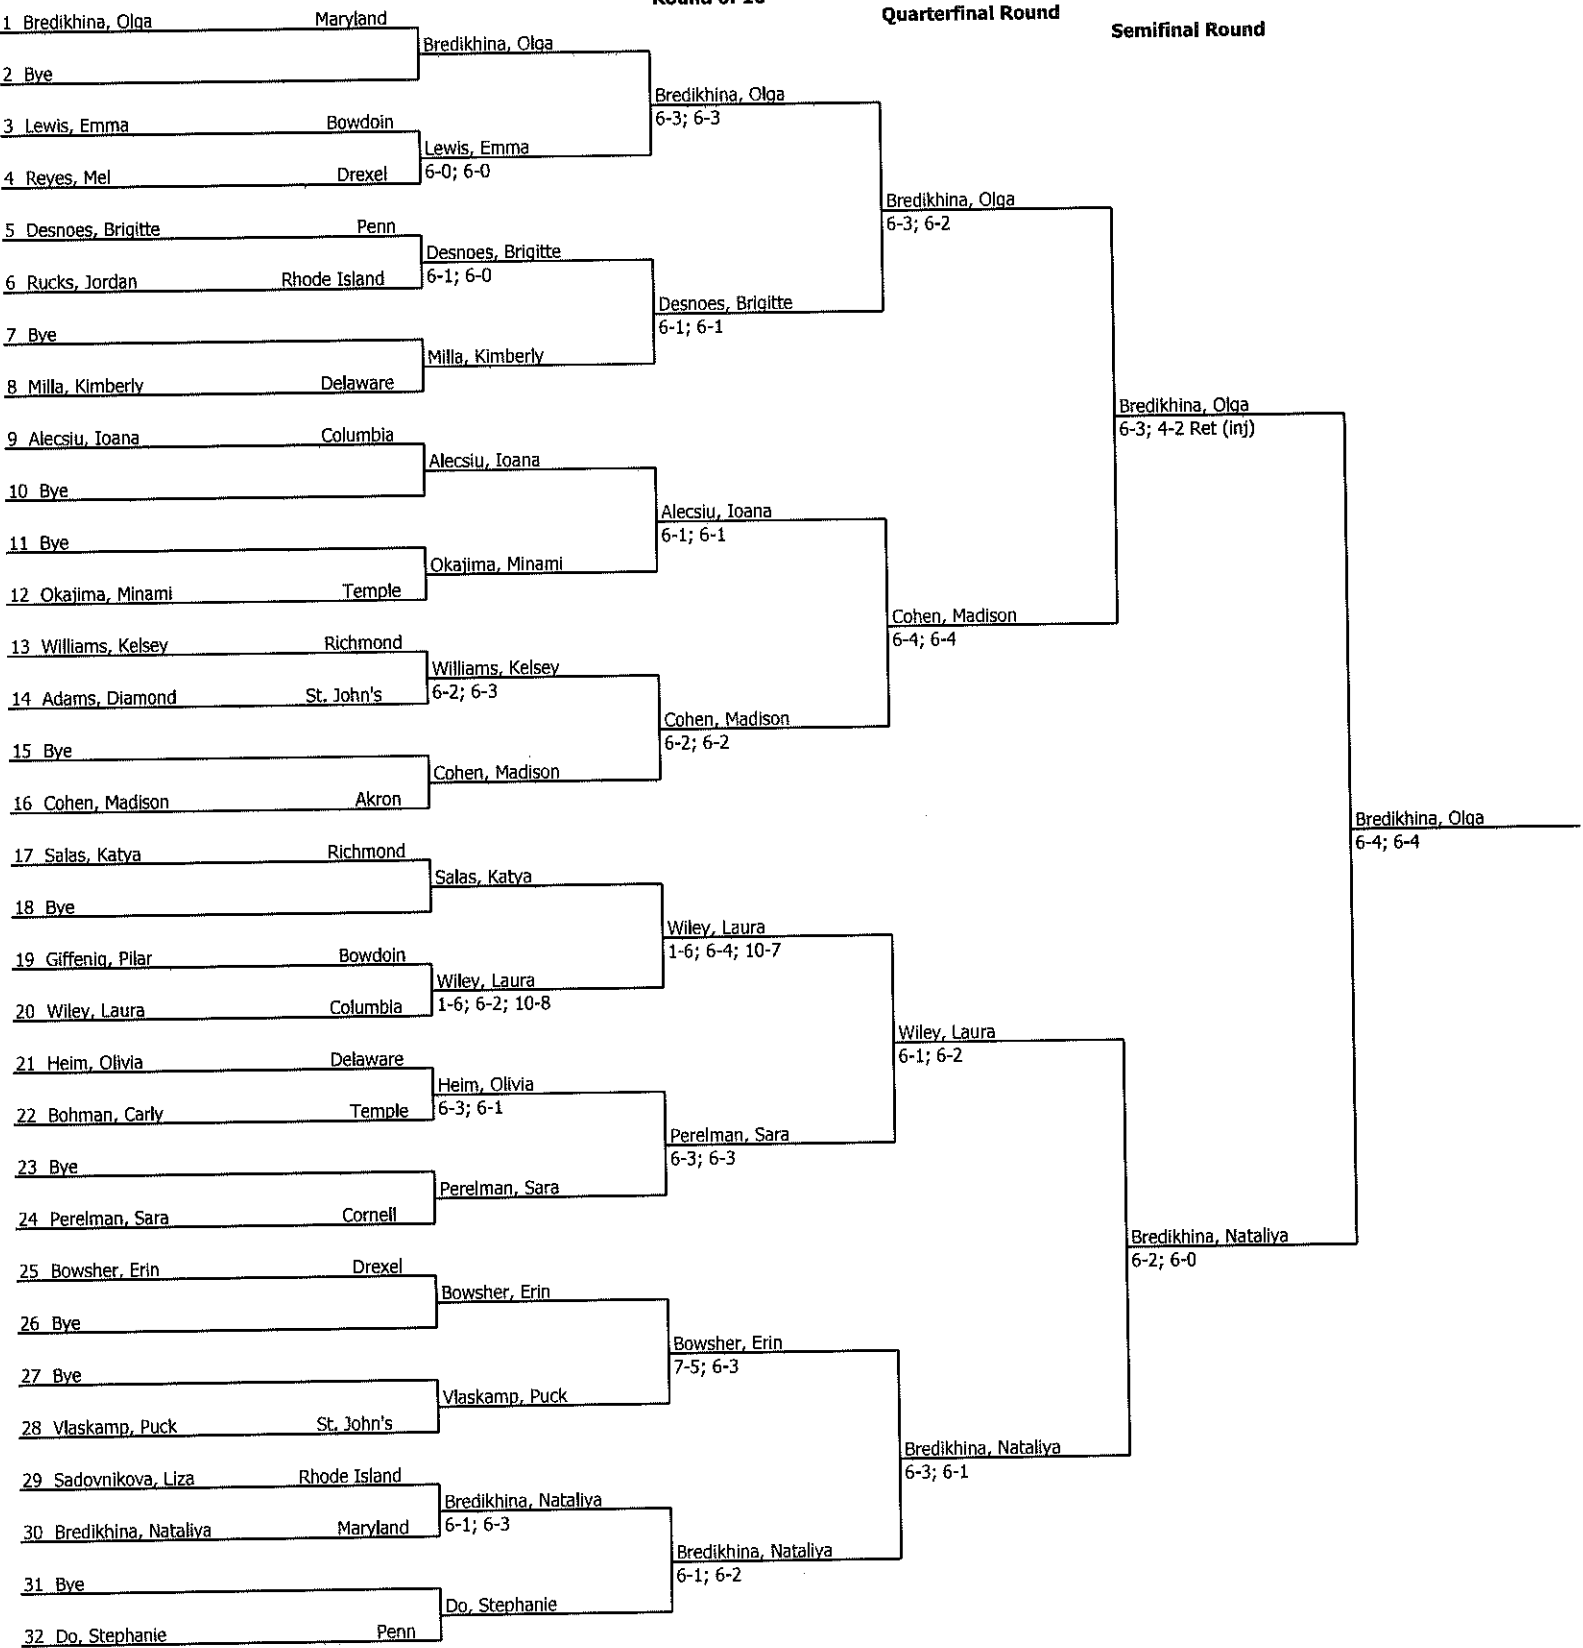 Quarterfinal Round
Semifinal Round
1 Bredikhina, Olga Maryland
2 Bye
3 Lewis, Emma Bowdoin
4 Reyes, Mel Drexel
5 Desnoes, Brigitte Penn
6 Rucks, Jordan Rhode Island
7 Bye
8 Milla, Kimberly Delaware
9 Alecsiu, Ioana Columbia
10 Bye
11 Bye
12 Okajima, Minami Temple
13 Williams, Kelsey Richmond
14 Adams, Diamond St. John's
15 Bye
16 Cohen, Madison Akron
17 Salas, Katya Richmond
18 Bye
19 Giffenig, Pilar Bowdoin
20 Wiley, Laura Columbia
21 Heim, Olivia Delaware
22 Bohman, Carly Temple
23 Bye
24 Perelman, Sara Cornell
25 Bowsher, Erin Drexel
26 Bye
27 Bye
28 Vlaskamp, Puck St. John's
29 Sadovnikova, Liza Rhode Island
30 Bredikhina, Nataliya Maryland
31 Bye
32 Do, Stephanie Penn
Bredikhina, Olga
Lewis, Emma
6-0; 6-0
Desnoes, Brigitte
6-1; 6-0
Milla, Kimberly
Alecsiu, Ioana
Okajima, Minami
Williams, Kelsey
6-2; 6-3
Cohen, Madison
Salas, Katya
Wiley, Laura
1-6; 6-2; 10-8
Heim, Olivia
6-3; 6-1
Perelman, Sara
Bowsher, Erin
Vlaskamp, Puck
Bredikhina, Nataliya
6-1; 6-3
Do, Stephanie
Bredikhina, Olga
6-3; 6-3
Desnoes, Brigitte
6-1; 6-1
Alecsiu, Ioana
6-1; 6-1
Cohen, Madison
6-2; 6-2
Wiley, Laura
1-6; 6-4; 10-7
Perelman, Sara
6-3; 6-3
Bowsher, Erin
7-5; 6-3
Bredikhina, Nataliya
6-1; 6-2
Bredikhina, Olga
6-3; 6-2
Cohen, Madison
6-4; 6-4
Wiley, Laura
6-1; 6-2
Bredikhina, Nataliya
6-3; 6-1
Bredikhina, Olga
6-3; 4-2 Ret (inj)
Bredikhina, Nataliya
6-2; 6-0
Bredikhina, Olga
6-4; 6-4